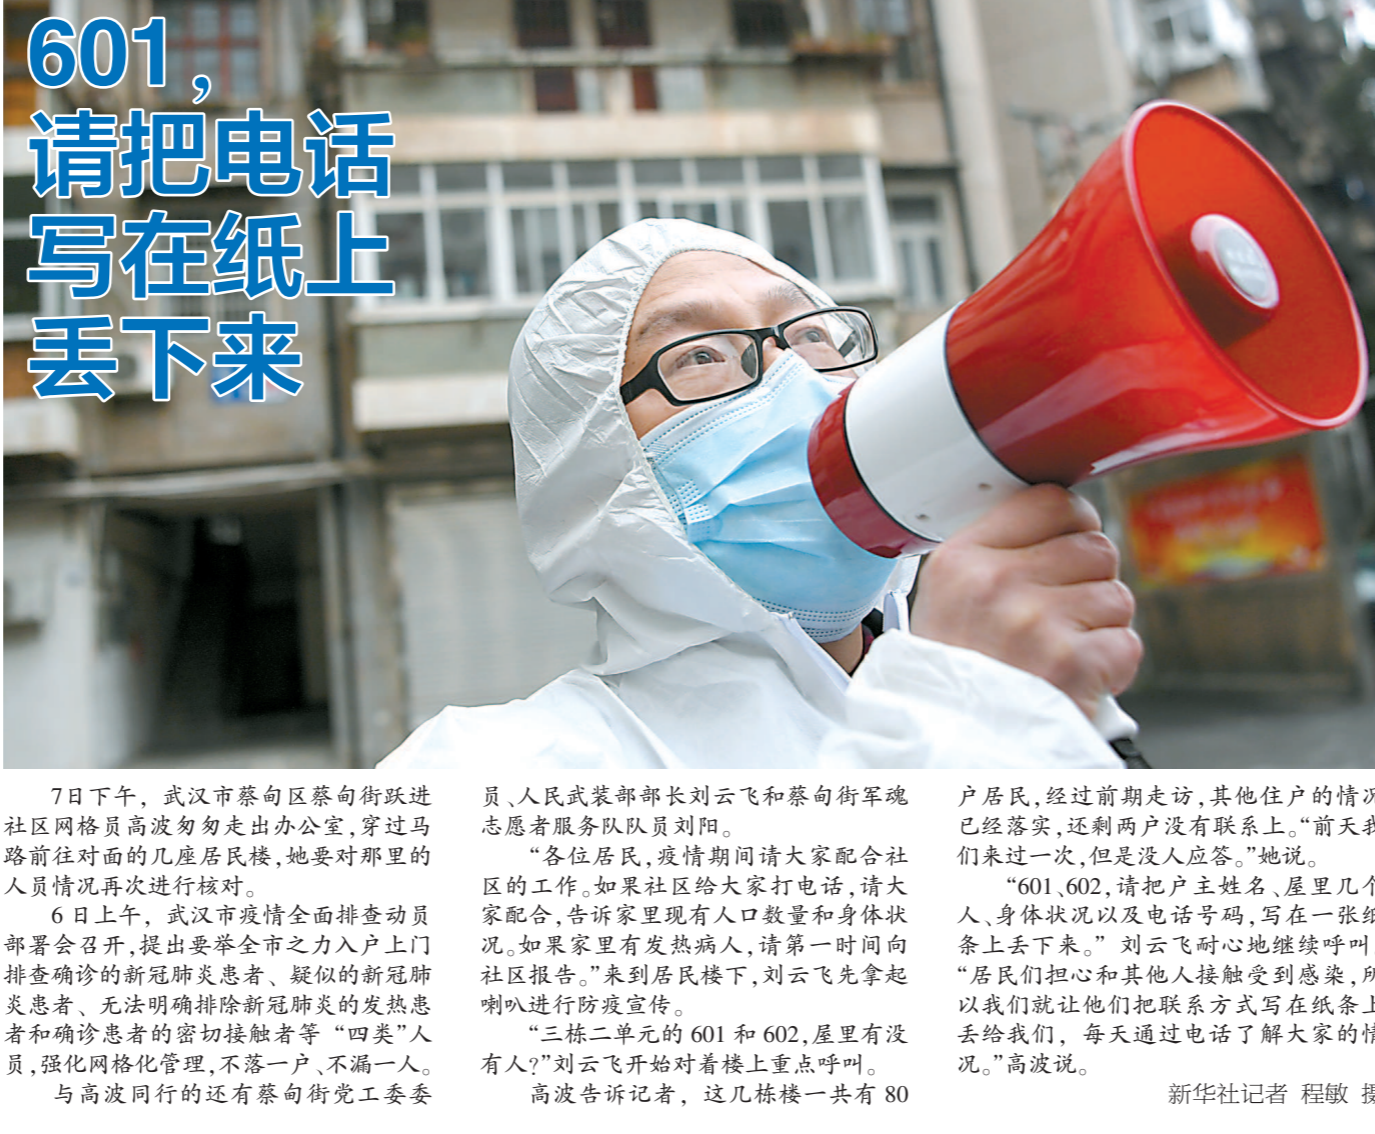 601，
请把电话
写在纸上
丢下来
7日下午，武汉市蔡甸区蔡甸街跃进
社区网格员高波匆匆走出办公室，穿过马
路前往对面的几座居民楼，她要对那里的
人员情况再次进行核对。
6日上午，武汉市疫情全面排查动员
部署会召开，提出要举全市之力入户上门
排查确诊的新冠肺炎患者、疑似的新冠肺
炎患者、无法明确排除新冠肺炎的发热患
者和确诊患者的密切接触者等“四类”人
员，强化网格化管理，不落一户、不漏一人。
与高波同行的还有蔡甸街党工委委
员、人民武装部部长刘云飞和蔡甸街军魂
志愿者服务队队员刘阳。
“各位居民，疫情期间请大家配合社
区的工作。如果社区给大家打电话，请大
家配合，告诉家里现有人口数量和身体状
况。如果家里有发热病人，请第一时间向
社区报告。”来到居民楼下，刘云飞先拿起
喇叭进行防疫宣传。
“三栋二单元的601和602，屋里有没
有人？”刘云飞开始对着楼上重点呼叫。
高波告诉记者，这几栋楼一共有80
户居民，经过前期走访，其他住户的情况
已经落实，还剩两户没有联系上。“前天我
们来过一次，但是没人应答。”她说。
“601、602，请把户主姓名、屋里几个
人、身体状况以及电话号码，写在一张纸
条上丢下来。”刘云飞耐心地继续呼叫
“居民们担心和其他人接触受到感染，所
以我们就让他们把联系方式写在纸条上
丢给我们，每天通过电话了解大家的情
况。”高波说。
新华社记者 程敏 摄